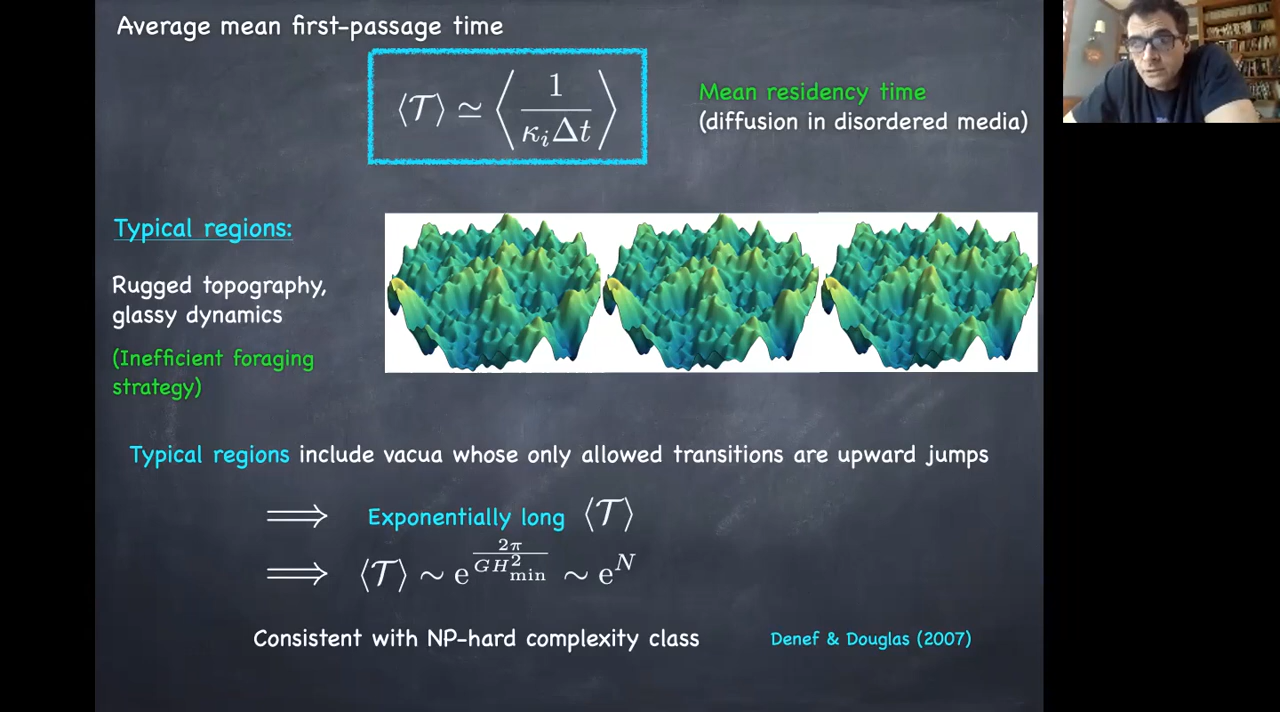 Average mean first-passage time
⟨𝒯⟩ ≃ ⟨ 1 / κᵢΔt ⟩
Mean residency time
(diffusion in disordered media)
Typical regions:
Rugged topography,
glassy dynamics
(Inefficient foraging
strategy)
Typical regions include vacua whose only allowed transitions are upward jumps
⟹ Exponentially long ⟨𝒯⟩
⟹ ⟨𝒯⟩ ∼ e^{2π / GH²_min} ∼ e^N
Consistent with NP-hard complexity class
Denef & Douglas (2007)